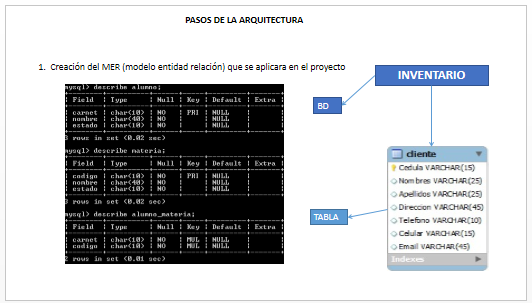 PASOS DE LA ARQUITECTURA
1. Creación del MER (modelo entidad relación) que se aplicara en el proyecto
mysql> describe alumno;
| Field | Type | Null | Key | Default | Extra |
| carnet | char(10) | NO | PRI | NULL | |
| nombre | char(40) | NO | | NULL | |
| estado | char(10) | NO | | NULL | |
3 rows in set (0.02 sec)
mysql> describe materia;
| Field | Type | Null | Key | Default | Extra |
| codigo | char(10) | NO | PRI | NULL | |
| nombre | char(40) | NO | | NULL | |
| estado | char(10) | NO | | NULL | |
3 rows in set (0.02 sec)
mysql> describe alumno_materia;
| Field | Type | Null | Key | Default | Extra |
| carnet | char(10) | NO | MUL | NULL | |
| codigo | char(10) | NO | MUL | NULL | |
2 rows in set (0.01 sec)
INVENTARIO
BD
TABLA
cliente
Cedula VARCHAR(15)
Nombres VARCHAR(25)
Apellidos VARCHAR(25)
Direccion VARCHAR(45)
Telefono VARCHAR(10)
Celular VARCHAR(15)
Email VARCHAR(45)
Indexes